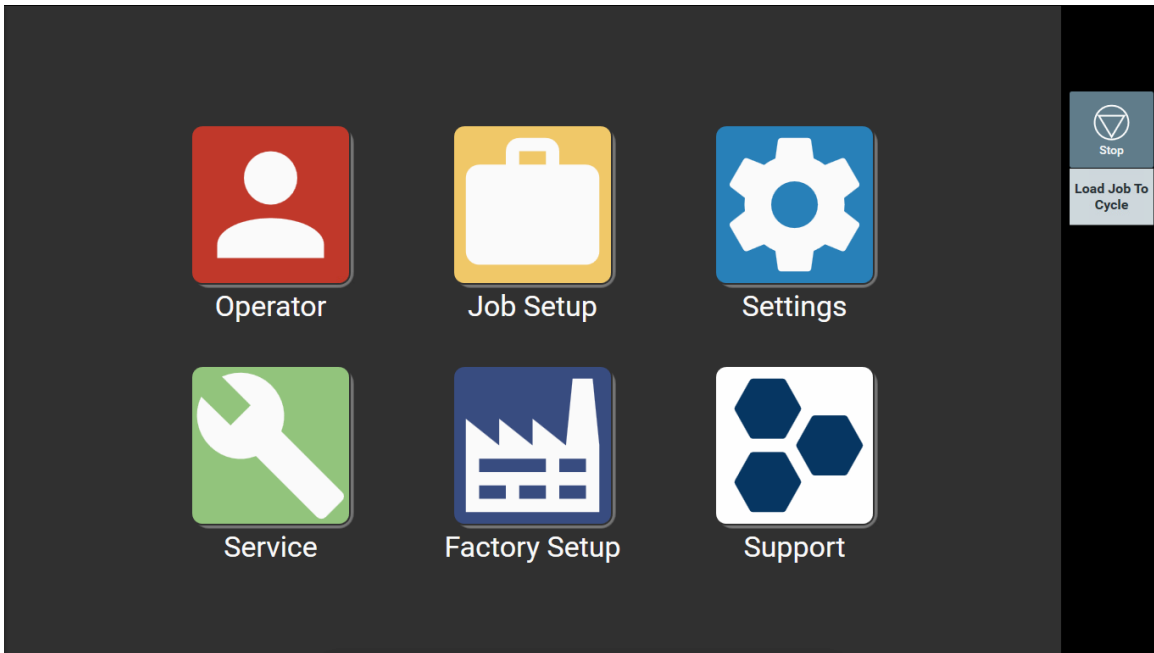 Operator
Job Setup
Settings
Service
Factory Setup
Support
Stop
Load Job To
Cycle